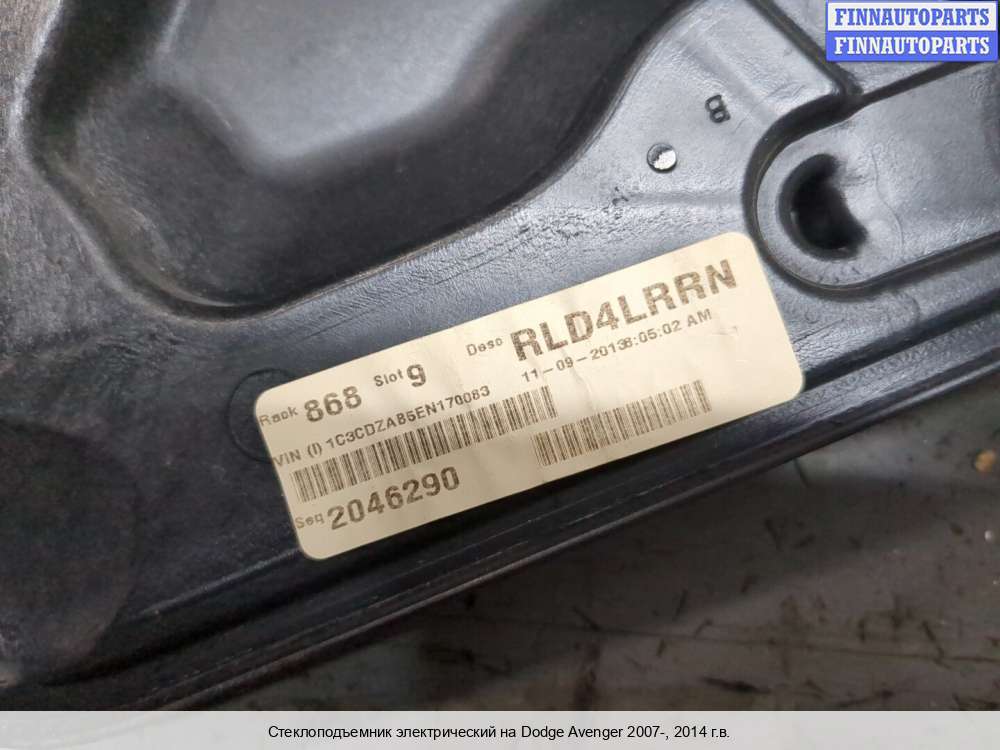 FINNAUTOPARTS
FINNAUTOPARTS
B
Rack 868 Slot 9 Desc RLD4LRRN
11-09-2013 8:05:02 AM
VIN (I) 1C3CDZAB5EN170083
Seq 2046290
Стеклоподъемник электрический на Dodge Avenger 2007-, 2014 г.в.